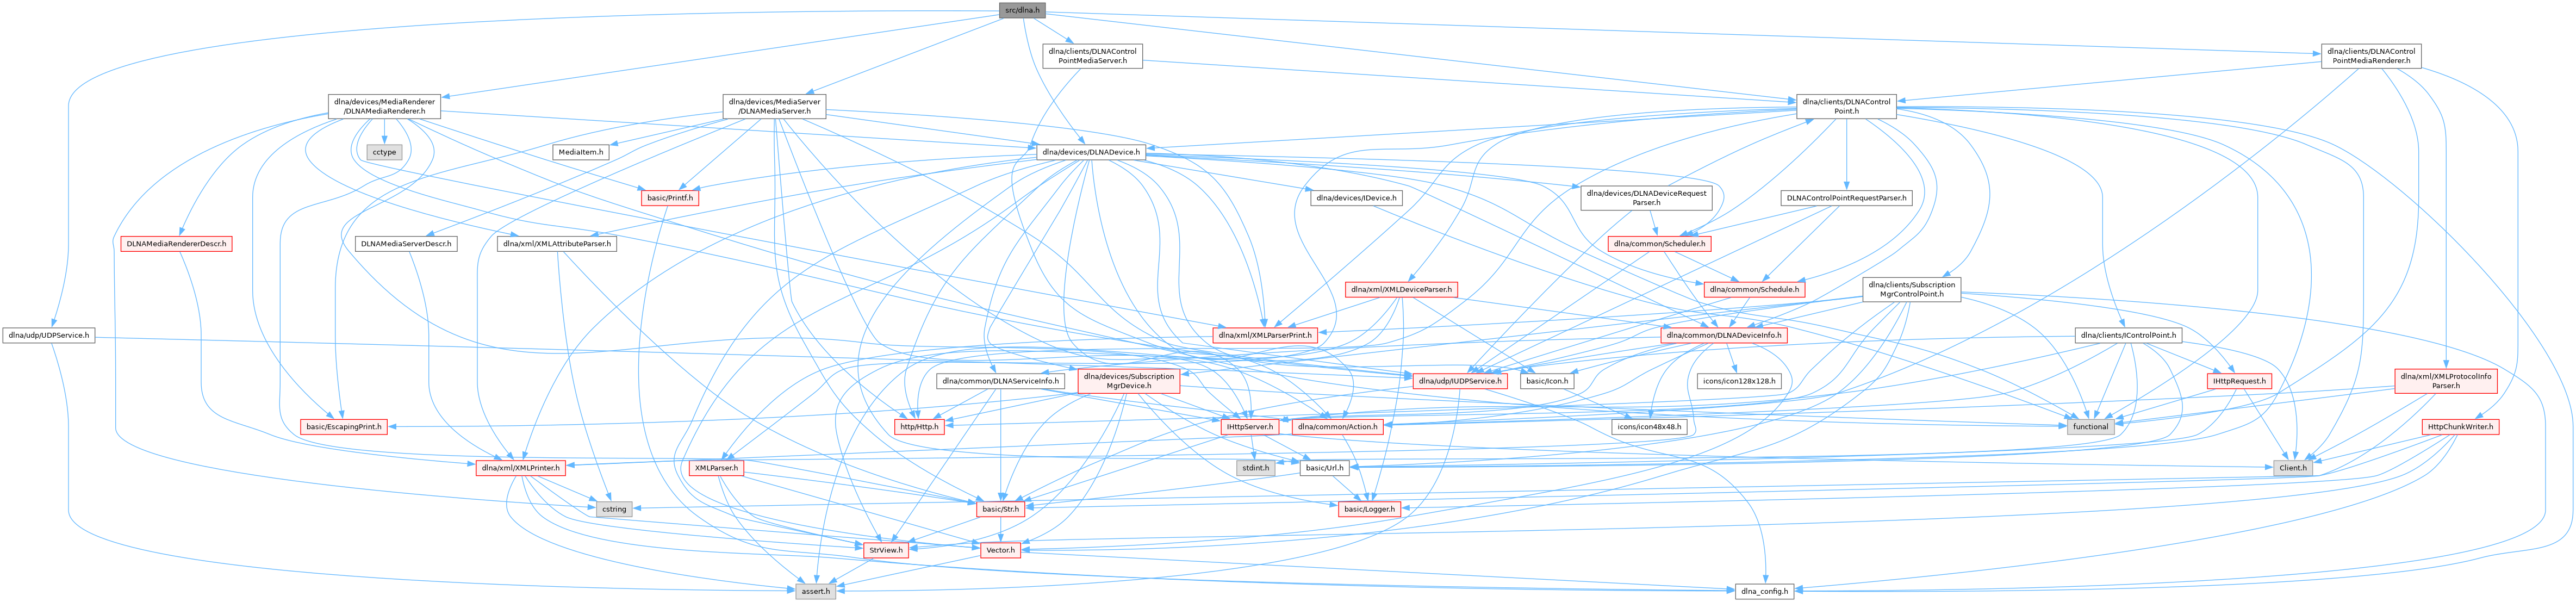 src/dlna.h
dlna/clients/DLNAControl
PointMediaServer.h
dlna/clients/DLNAControl
PointMediaRenderer.h
dlna/devices/MediaRenderer
/DLNAMediaRenderer.h
dlna/devices/MediaServer
/DLNAMediaServer.h
dlna/clients/DLNAControl
Point.h
cctype
MediaItem.h
dlna/devices/DLNADevice.h
basic/Printf.h
dlna/devices/IDevice.h
dlna/devices/DLNADeviceRequest
Parser.h
DLNAControlPointRequestParser.h
DLNAMediaRendererDescr.h
DLNAMediaServerDescr.h
dlna/xml/XMLAttributeParser.h
dlna/common/Scheduler.h
dlna/xml/XMLDeviceParser.h
dlna/common/Schedule.h
dlna/clients/Subscription
MgrControlPoint.h
dlna/udp/UDPService.h
dlna/xml/XMLParserPrint.h
dlna/common/DLNADeviceInfo.h
dlna/clients/IControlPoint.h
dlna/common/DLNAServiceInfo.h
dlna/devices/Subscription
MgrDevice.h
dlna/udp/IUDPService.h
basic/Icon.h
icons/icon128x128.h
IHttpRequest.h
dlna/xml/XMLProtocolInfo
Parser.h
basic/EscapingPrint.h
http/Http.h
IHttpServer.h
dlna/common/Action.h
icons/icon48x48.h
functional
HttpChunkWriter.h
dlna/xml/XMLPrinter.h
XMLParser.h
stdint.h
basic/Url.h
Client.h
cstring
basic/Str.h
basic/Logger.h
StrView.h
Vector.h
assert.h
dlna_config.h